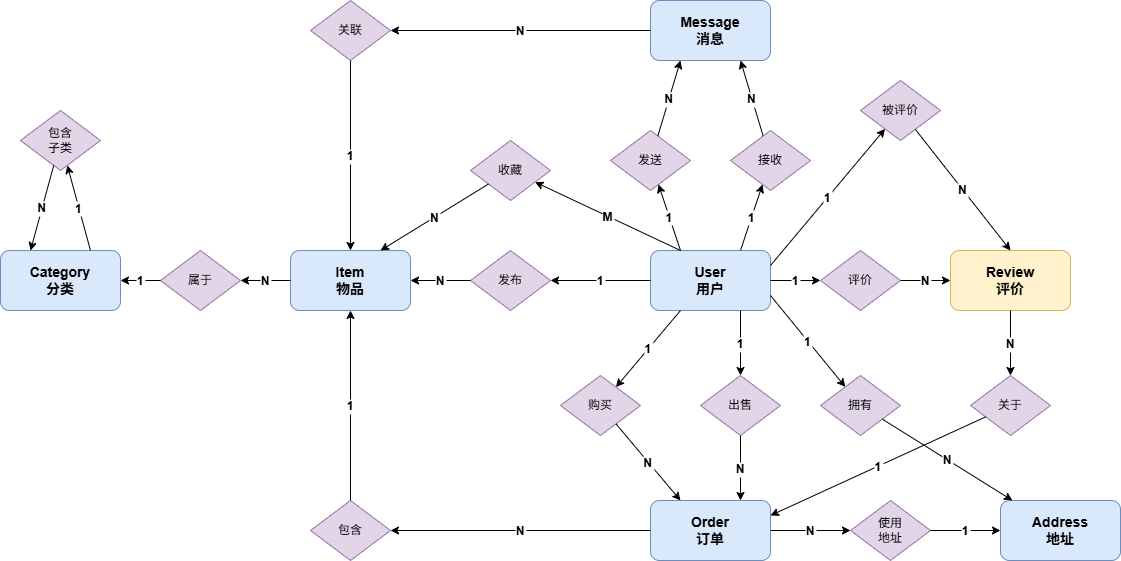 关联
N
Message
消息
1
N
N
被评价
包含
子类
发送
接收
收藏
N
1
N
M
1
1
1
N
1
Category
分类
1
属于
N
Item
物品
N
发布
1
User
用户
1
评价
N
Review
评价
1
1
1
N
1
购买
出售
拥有
关于
N
N
1
N
包含
N
Order
订单
N
使用
地址
1
Address
地址